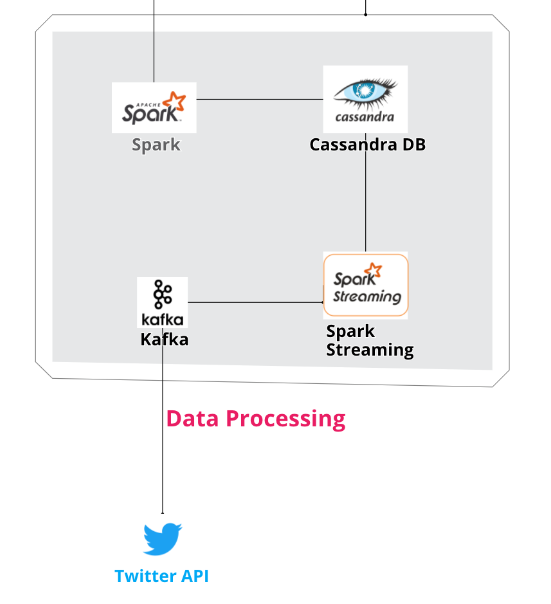 APACHE
Spark
Spark
cassandra
Cassandra DB
Spark
Streaming
Spark
Streaming
kafka
Kafka
Data Processing
Twitter API